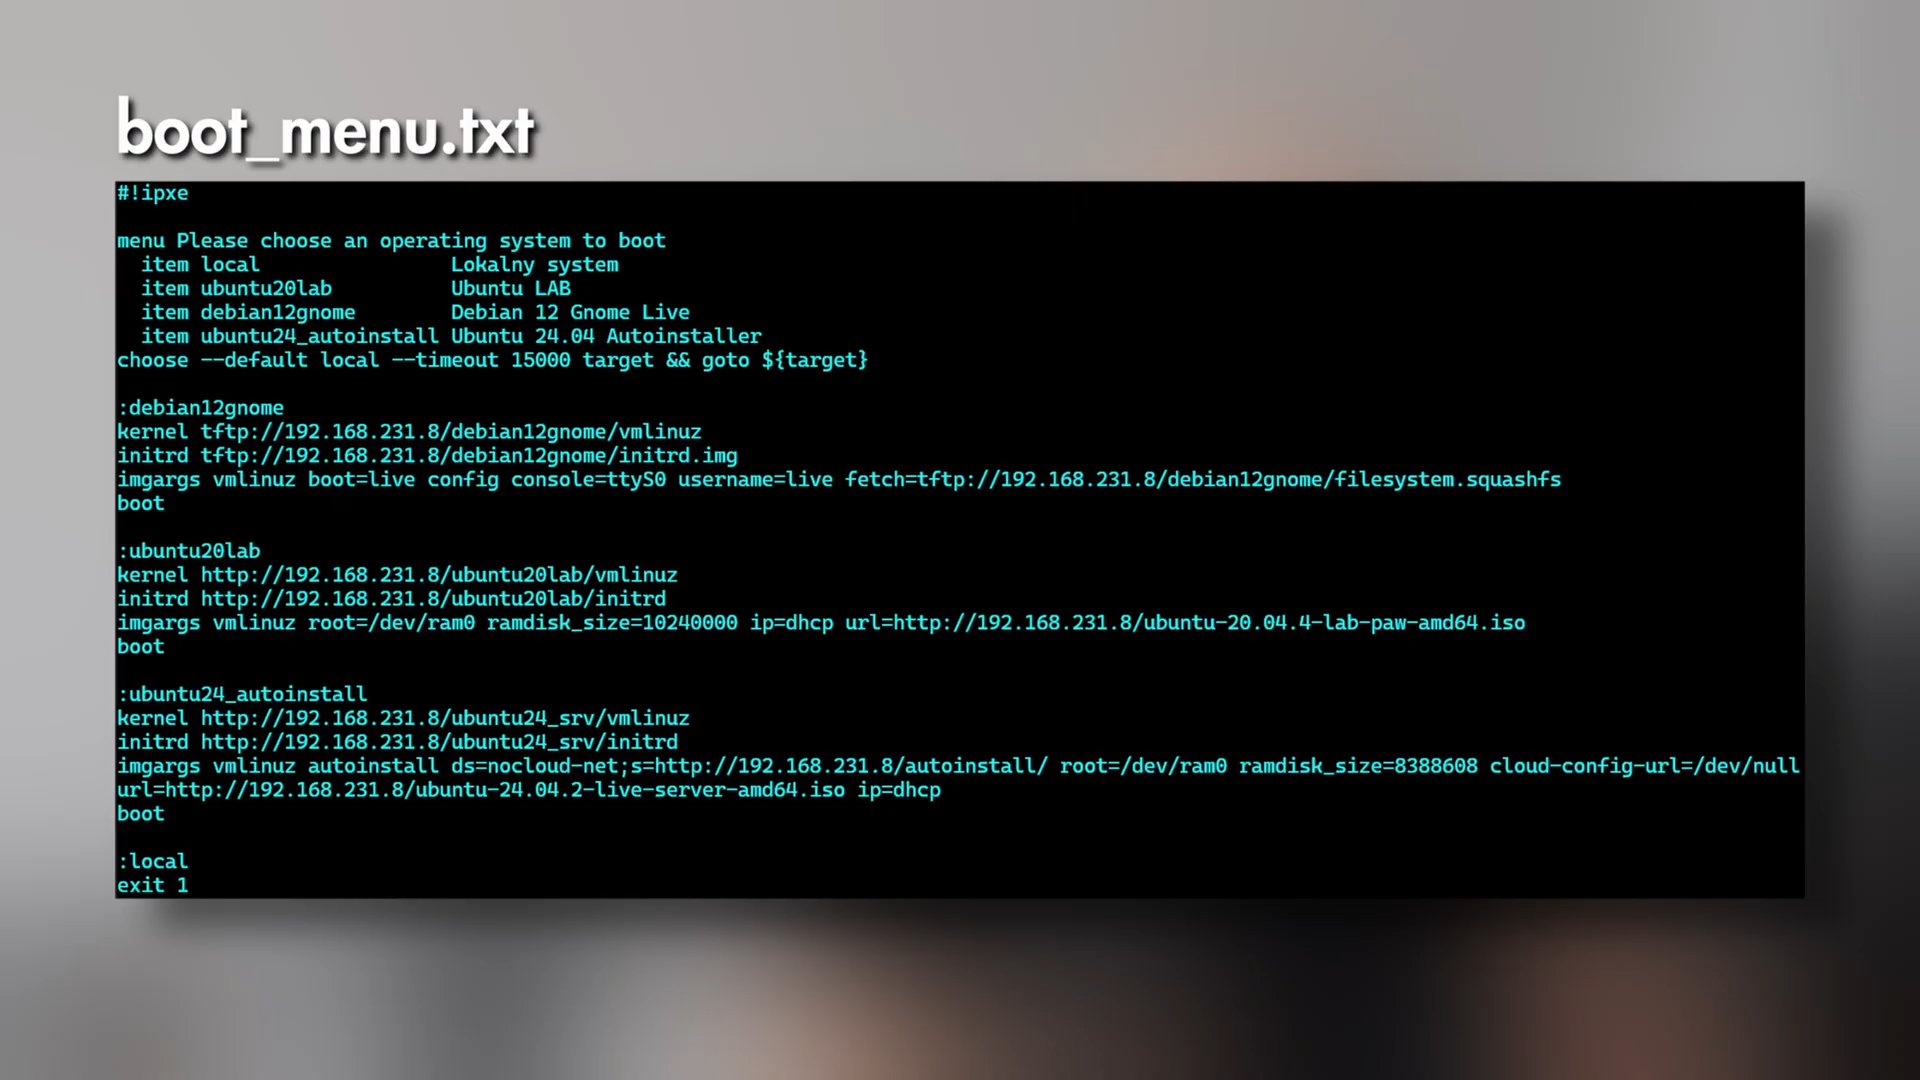 boot_menu.txt
#!ipxe
menu Please choose an operating system to boot
item local Lokalny system
item ubuntu20lab Ubuntu LAB
item debian12gnome Debian 12 Gnome Live
item ubuntu24_autoinstall Ubuntu 24.04 Autoinstaller
choose --default local --timeout 15000 target && goto ${target}
:debian12gnome
kernel tftp://192.168.231.8/debian12gnome/vmlinuz
initrd tftp://192.168.231.8/debian12gnome/initrd.img
imgargs vmlinuz boot=live config console=ttyS0 username=live fetch=tftp://192.168.231.8/debian12gnome/filesystem.squashfs
boot
:ubuntu20lab
kernel http://192.168.231.8/ubuntu20lab/vmlinuz
initrd http://192.168.231.8/ubuntu20lab/initrd
imgargs vmlinuz root=/dev/ram0 ramdisk_size=10240000 ip=dhcp url=http://192.168.231.8/ubuntu-20.04.4-lab-paw-amd64.iso
boot
:ubuntu24_autoinstall
kernel http://192.168.231.8/ubuntu24_srv/vmlinuz
initrd http://192.168.231.8/ubuntu24_srv/initrd
imgargs vmlinuz autoinstall ds=nocloud-net;s=http://192.168.231.8/autoinstall/ root=/dev/ram0 ramdisk_size=8388608 cloud-config-url=/dev/null
url=http://192.168.231.8/ubuntu-24.04.2-live-server-amd64.iso ip=dhcp
boot
:local
exit 1